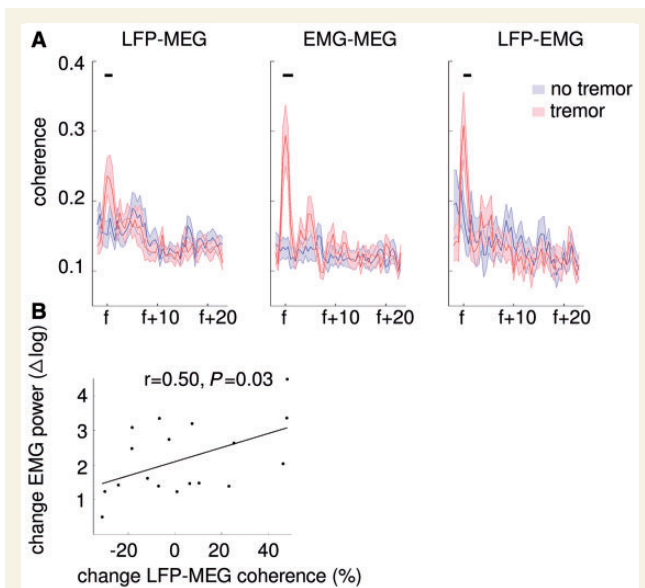 A
LFP-MEG EMG-MEG LFP-EMG
coherence
0.4
0.3
0.2
0.1
no tremor
tremor
f f+10 f+20 f f+10 f+20 f f+10 f+20
B
change EMG power (△log)
r=0.50, P=0.03
4
3
2
1
-20 0 20 40
change LFP-MEG coherence (%)